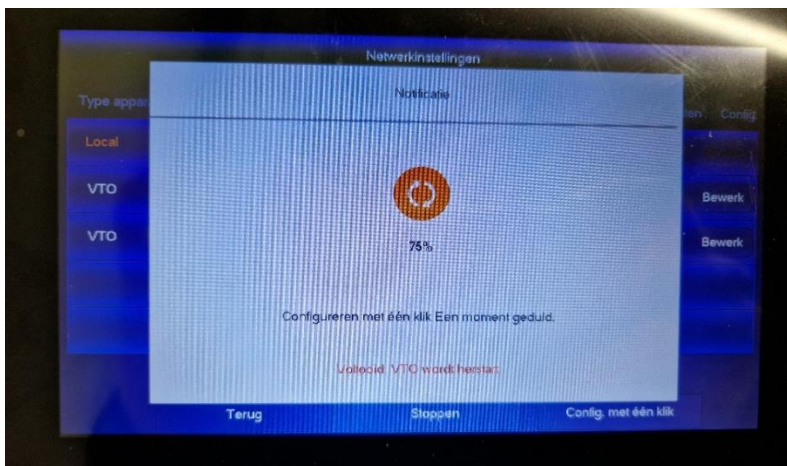 Netwerkinstellingen
Notificatie
Type appar
en Config.
Local
VTO
Bewerk
VTO
75%
Bewerk
Configureren met één klik Een moment geduld.
Voltooid. VTO wordt herstart
Terug Stoppen Config. met één klik